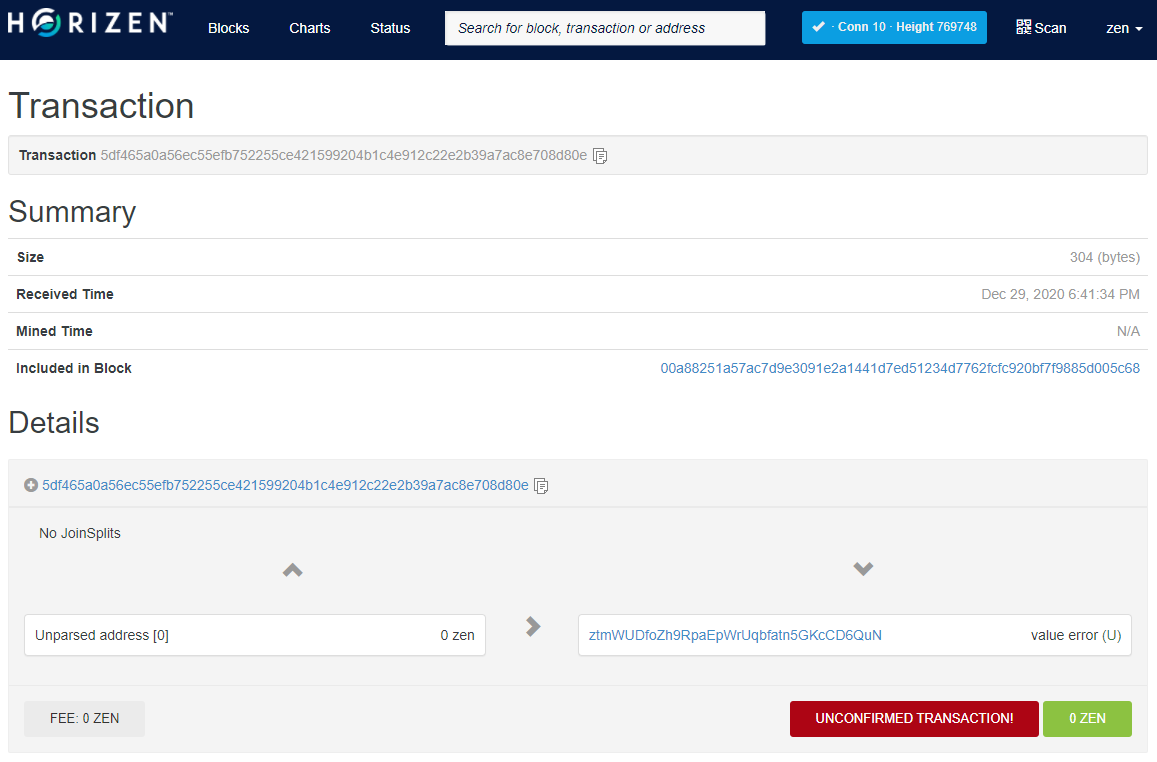 HORIZEN™ Blocks Charts Status Search for block, transaction or address · Conn 10 · Height 769748 Scan zen
Transaction
Transaction 5df465a0a56ec55efb752255ce421599204b1c4e912c22e2b39a7ac8e708d80e
Summary
Size 304 (bytes)
Received Time Dec 29, 2020 6:41:34 PM
Mined Time N/A
Included in Block 00a88251a57ac7d9e3091e2a1441d7ed51234d7762fcfc920bf7f9885d005c68
Details
5df465a0a56ec55efb752255ce421599204b1c4e912c22e2b39a7ac8e708d80e
No JoinSplits
Unparsed address [0] 0 zen ztmWUDfoZh9RpaEpWrUqbfatn5GKcCD6QuN value error (U)
FEE: 0 ZEN UNCONFIRMED TRANSACTION! 0 ZEN